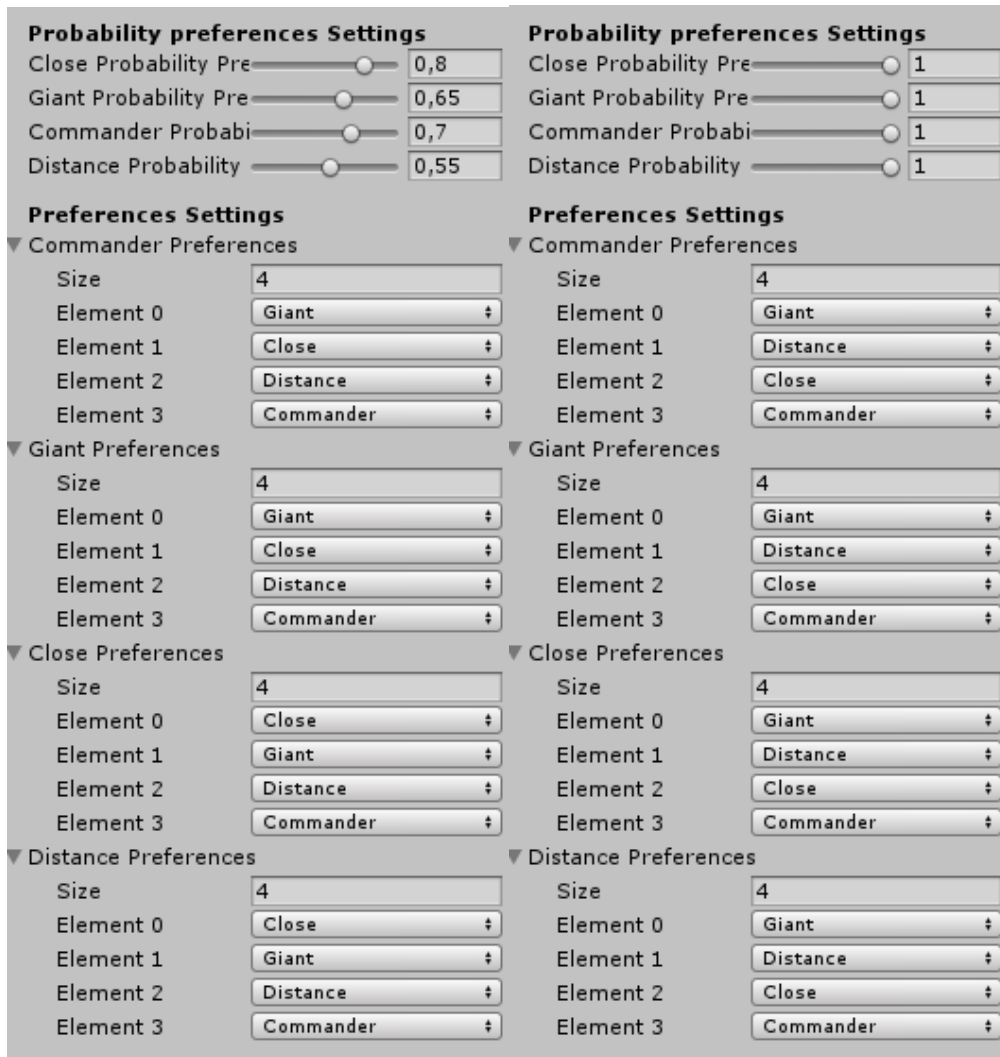 Probability preferences Settings
Close Probability Pre 0,8
Giant Probability Pre 0,65
Commander Probabi 0,7
Distance Probability 0,55
Preferences Settings
Commander Preferences
Size 4
Element 0 Giant
Element 1 Close
Element 2 Distance
Element 3 Commander
Giant Preferences
Size 4
Element 0 Giant
Element 1 Close
Element 2 Distance
Element 3 Commander
Close Preferences
Size 4
Element 0 Close
Element 1 Giant
Element 2 Distance
Element 3 Commander
Distance Preferences
Size 4
Element 0 Close
Element 1 Giant
Element 2 Distance
Element 3 Commander
Probability preferences Settings
Close Probability Pre 1
Giant Probability Pre 1
Commander Probabi 1
Distance Probability 1
Preferences Settings
Commander Preferences
Size 4
Element 0 Giant
Element 1 Distance
Element 2 Close
Element 3 Commander
Giant Preferences
Size 4
Element 0 Giant
Element 1 Distance
Element 2 Close
Element 3 Commander
Close Preferences
Size 4
Element 0 Giant
Element 1 Distance
Element 2 Close
Element 3 Commander
Distance Preferences
Size 4
Element 0 Giant
Element 1 Distance
Element 2 Close
Element 3 Commander